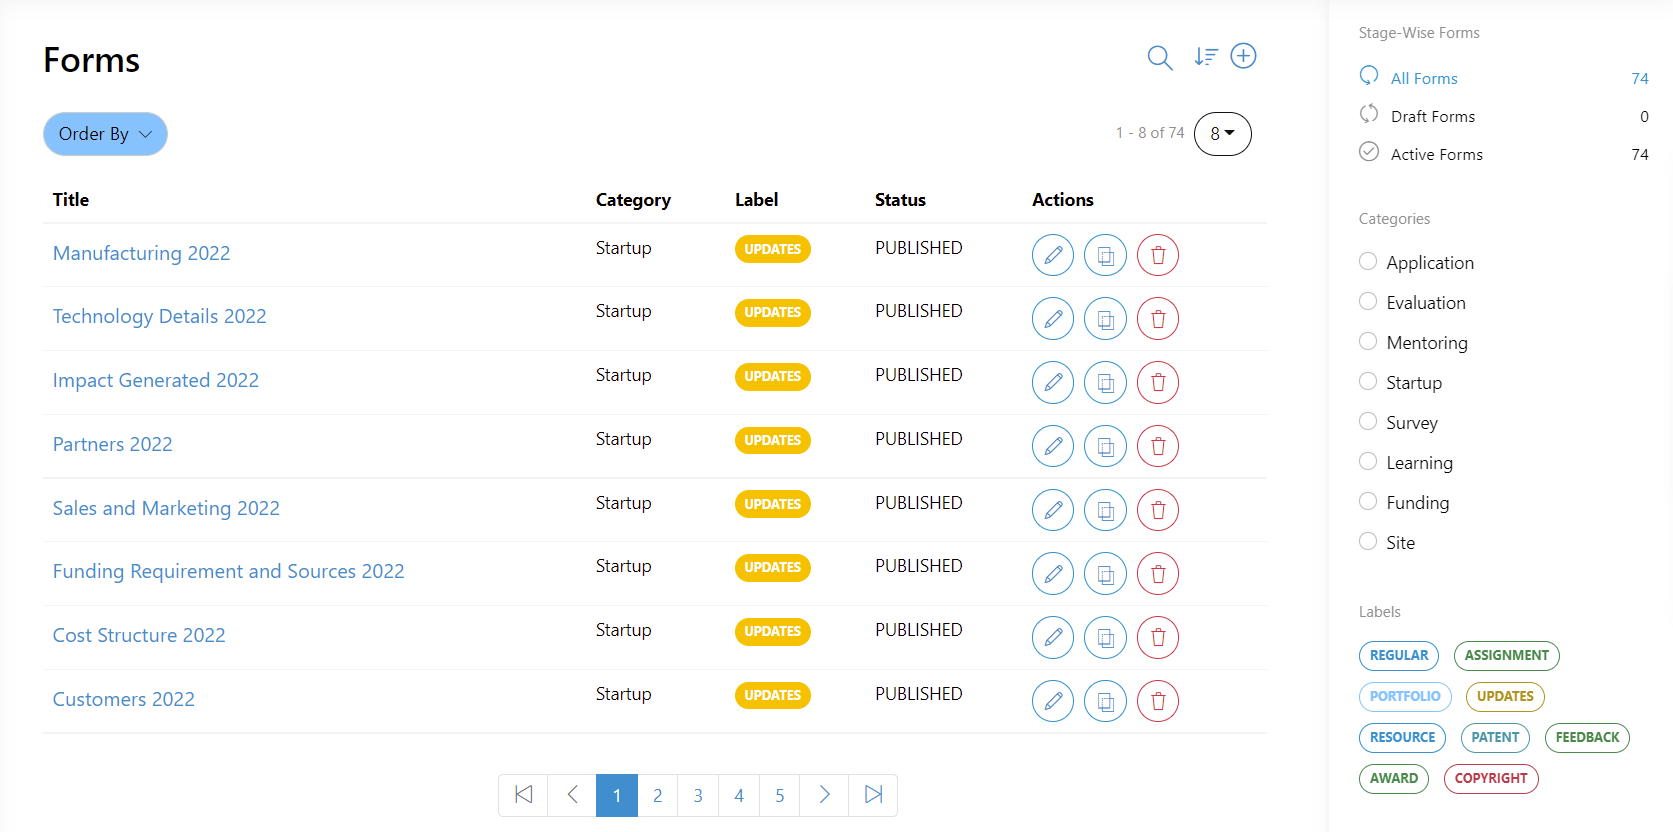 Forms
Order By
1 - 8 of 74 8
Title Category Label Status Actions
Manufacturing 2022 Startup UPDATES PUBLISHED
Technology Details 2022 Startup UPDATES PUBLISHED
Impact Generated 2022 Startup UPDATES PUBLISHED
Partners 2022 Startup UPDATES PUBLISHED
Sales and Marketing 2022 Startup UPDATES PUBLISHED
Funding Requirement and Sources 2022 Startup UPDATES PUBLISHED
Cost Structure 2022 Startup UPDATES PUBLISHED
Customers 2022 Startup UPDATES PUBLISHED
1 2 3 4 5
Stage-Wise Forms
All Forms 74
Draft Forms 0
Active Forms 74
Categories
Application
Evaluation
Mentoring
Startup
Survey
Learning
Funding
Site
Labels
REGULAR ASSIGNMENT
PORTFOLIO UPDATES
RESOURCE PATENT FEEDBACK
AWARD COPYRIGHT